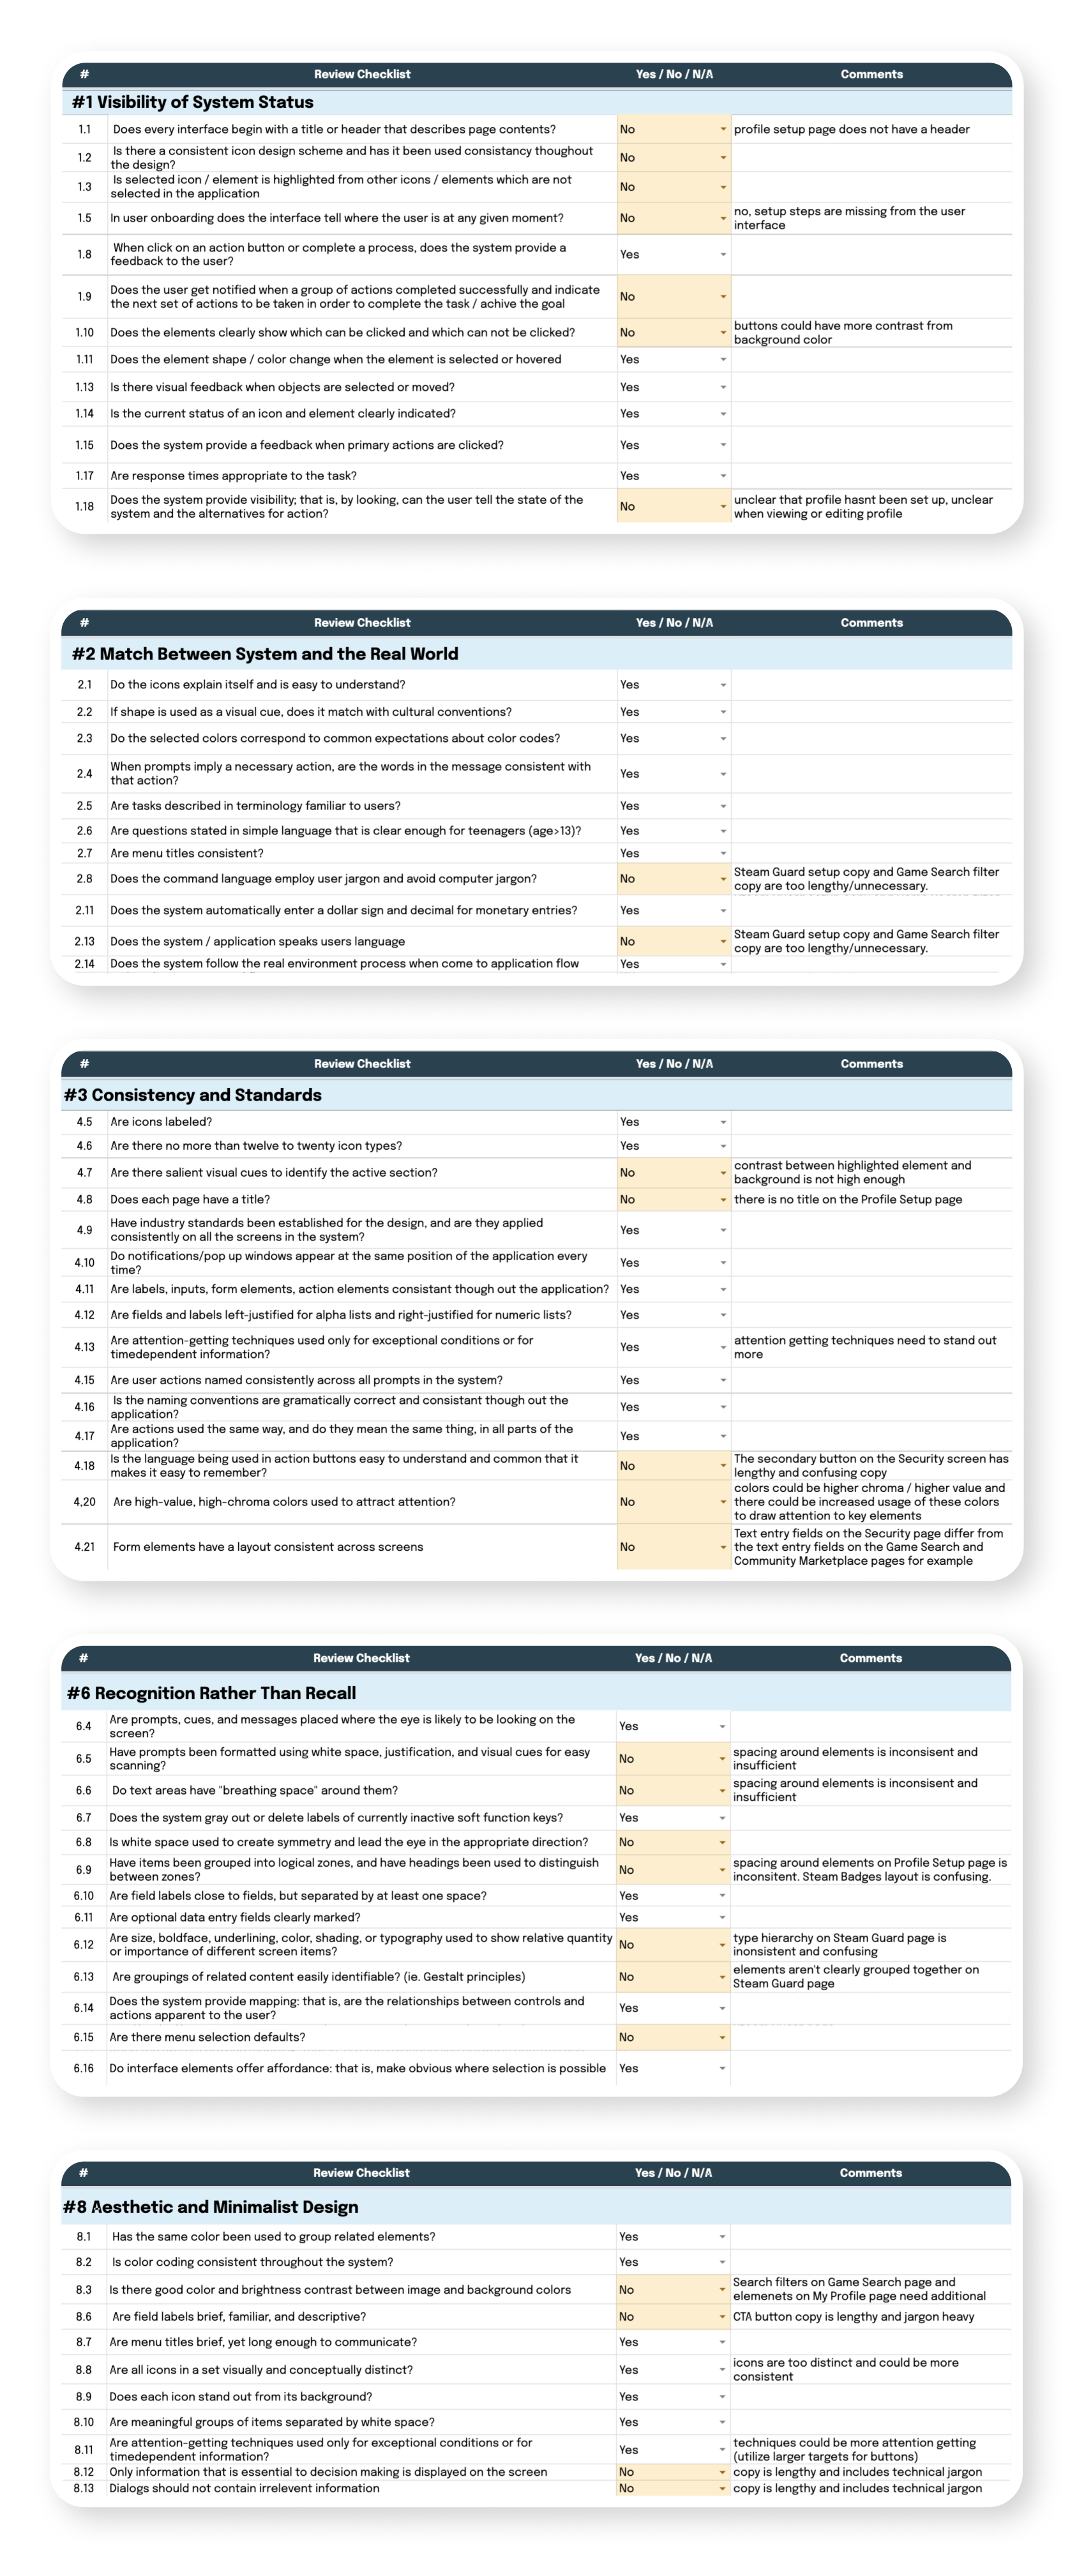 # Review Checklist Yes / No / N/A Comments
#1 Visibility of System Status
1.1 Does every interface begin with a title or header that describes page contents? No profile setup page does not have a header
1.2 Is there a consistent icon design scheme and has it been used consistancy thoughout
the design? No
1.3 Is selected icon / element is highlighted from other icons / elements which are not
selected in the application No
1.5 In user onboarding does the interface tell where the user is at any given moment? No no, setup steps are missing from the user
interface
1.8 When click on an action button or complete a process, does the system provide a
feedback to the user? Yes
1.9 Does the user get notified when a group of actions completed successfully and indicate
the next set of actions to be taken in order to complete the task / achive the goal No
1.10 Does the elements clearly show which can be clicked and which can not be clicked? No buttons could have more contrast from
background color
1.11 Does the element shape / color change when the element is selected or hovered Yes
1.13 Is there visual feedback when objects are selected or moved? Yes
1.14 Is the current status of an icon and element clearly indicated? Yes
1.15 Does the system provide a feedback when primary actions are clicked? Yes
1.17 Are response times appropriate to the task? Yes
1.18 Does the system provide visibility; that is, by looking, can the user tell the state of the
system and the alternatives for action? No unclear that profile hasnt been set up, unclear
when viewing or editing profile
# Review Checklist Yes / No / N/A Comments
#2 Match Between System and the Real World
2.1 Do the icons explain itself and is easy to understand? Yes
2.2 If shape is used as a visual cue, does it match with cultural conventions? Yes
2.3 Do the selected colors correspond to common expectations about color codes? Yes
2.4 When prompts imply a necessary action, are the words in the message consistent with
that action? Yes
2.5 Are tasks described in terminology familiar to users? Yes
2.6 Are questions stated in simple language that is clear enough for teenagers (age>13)? Yes
2.7 Are menu titles consistent? Yes
2.8 Does the command language employ user jargon and avoid computer jargon? No Steam Guard setup copy and Game Search filter
copy are too lengthy/unnecessary.
2.11 Does the system automatically enter a dollar sign and decimal for monetary entries? Yes
2.13 Does the system / application speaks users language No Steam Guard setup copy and Game Search filter
copy are too lengthy/unnecessary.
2.14 Does the system follow the real environment process when come to application flow Yes
# Review Checklist Yes / No / N/A Comments
#3 Consistency and Standards
4.5 Are icons labeled? Yes
4.6 Are there no more than twelve to twenty icon types? Yes
4.7 Are there salient visual cues to identify the active section? No contrast between highlighted element and
background is not high enough
4.8 Does each page have a title? No there is no title on the Profile Setup page
4.9 Have industry standards been established for the design, and are they applied
consistently on all the screens in the system? Yes
4.10 Do notifications/pop up windows appear at the same position of the application every
time? Yes
4.11 Are labels, inputs, form elements, action elements consistant though out the application? Yes
4.12 Are fields and labels left-justified for alpha lists and right-justified for numeric lists? Yes
4.13 Are attention-getting techniques used only for exceptional conditions or for
timedependent information? Yes attention getting techniques need to stand out
more
4.15 Are user actions named consistently across all prompts in the system? Yes
4.16 Is the naming conventions are gramatically correct and consistant though out the
application? Yes
4.17 Are actions used the same way, and do they mean the same thing, in all parts of the
application? Yes
4.18 Is the language being used in action buttons easy to understand and common that it
makes it easy to remember? No The secondary button on the Security screen has
lengthy and confusing copy
4,20 Are high-value, high-chroma colors used to attract attention? No colors could be higher chroma / higher value and
there could be increased usage of these colors
to draw attention to key elements
4.21 Form elements have a layout consistent across screens No Text entry fields on the Security page differ from
the text entry fields on the Game Search and
Community Marketplace pages for example
# Review Checklist Yes / No / N/A Comments
#6 Recognition Rather Than Recall
6.4 Are prompts, cues, and messages placed where the eye is likely to be looking on the
screen? Yes
6.5 Have prompts been formatted using white space, justification, and visual cues for easy
scanning? No spacing around elements is inconsisent and
insufficient
6.6 Do text areas have "breathing space" around them? No spacing around elements is inconsisent and
insufficient
6.7 Does the system gray out or delete labels of currently inactive soft function keys? Yes
6.8 Is white space used to create symmetry and lead the eye in the appropriate direction? No
6.9 Have items been grouped into logical zones, and have headings been used to distinguish
between zones? No spacing around elements on Profile Setup page is
inconsitent. Steam Badges layout is confusing.
6.10 Are field labels close to fields, but separated by at least one space? Yes
6.11 Are optional data entry fields clearly marked? Yes
6.12 Are size, boldface, underlining, color, shading, or typography used to show relative quantity
or importance of different screen items? No type hierarchy on Steam Guard page is
inonsistent and confusing
6.13 Are groupings of related content easily identifiable? (ie. Gestalt principles) No elements aren't clearly grouped together on
Steam Guard page
6.14 Does the system provide mapping: that is, are the relationships between controls and
actions apparent to the user? Yes
6.15 Are there menu selection defaults? No
6.16 Do interface elements offer affordance: that is, make obvious where selection is possible Yes
# Review Checklist Yes / No / N/A Comments
#8 Aesthetic and Minimalist Design
8.1 Has the same color been used to group related elements? Yes
8.2 Is color coding consistent throughout the system? Yes
8.3 Is there good color and brightness contrast between image and background colors No Search filters on Game Search page and
elemenets on My Profile page need additional
8.6 Are field labels brief, familiar, and descriptive? No CTA button copy is lengthy and jargon heavy
8.7 Are menu titles brief, yet long enough to communicate? Yes
8.8 Are all icons in a set visually and conceptually distinct? Yes icons are too distinct and could be more
consistent
8.9 Does each icon stand out from its background? Yes
8.10 Are meaningful groups of items separated by white space? Yes
8.11 Are attention-getting techniques used only for exceptional conditions or for
timedependent information? Yes techniques could be more attention getting
(utilize larger targets for buttons)
8.12 Only information that is essential to decision making is displayed on the screen No copy is lengthy and includes technical jargon
8.13 Dialogs should not contain irrelevent information No copy is lengthy and includes technical jargon